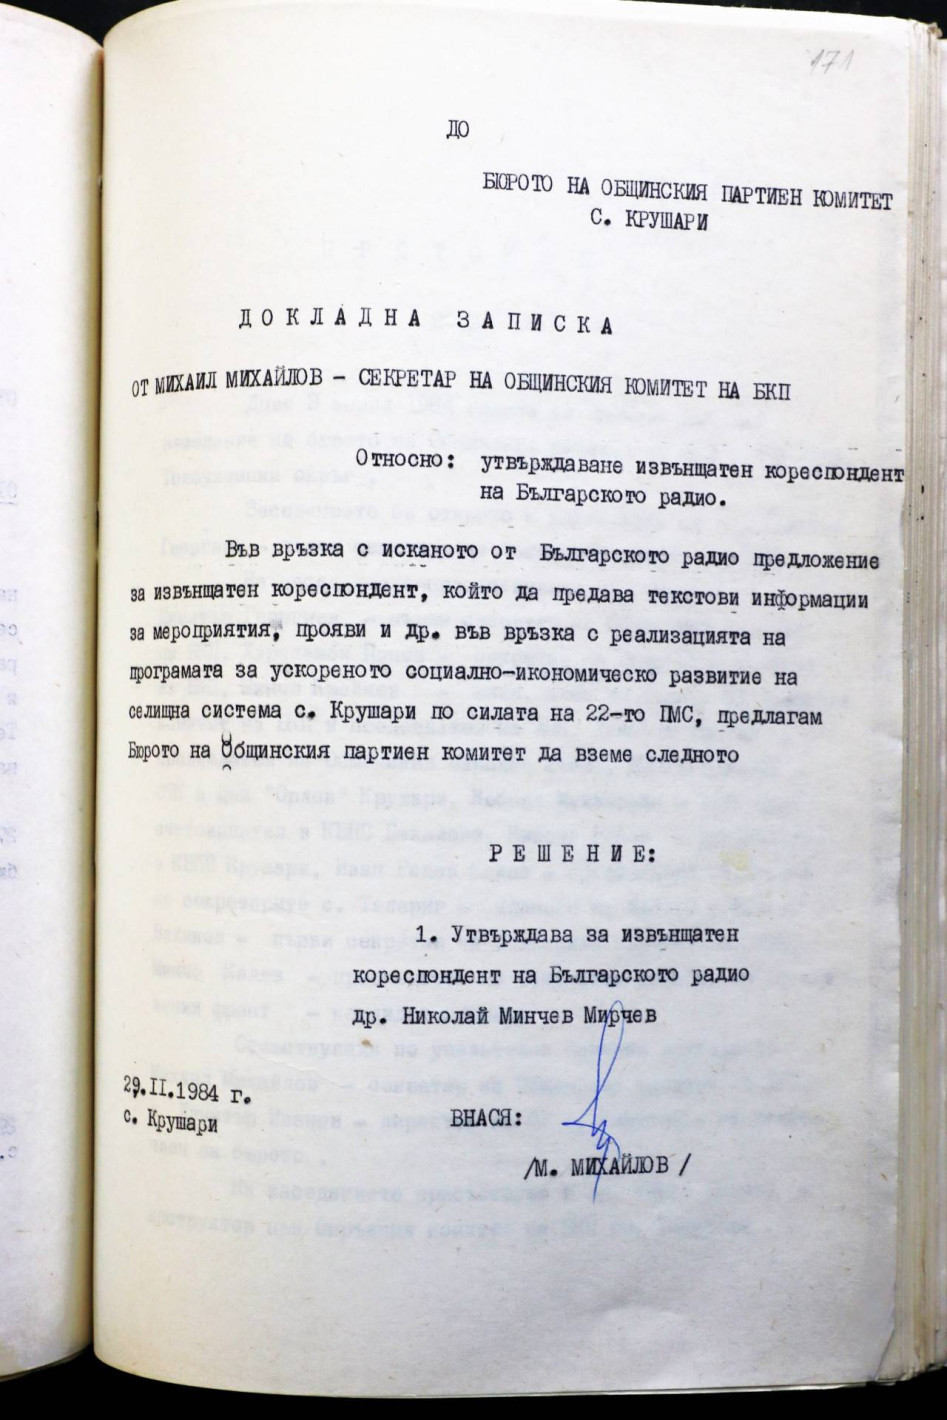 171
ДО
БЮРОТО НА ОБЩИНСКИЯ ПАРТИЕН КОМИТЕТ
С. КРУШАРИ
Д О К Л А Д Н А З А П И С К А
ОТ МИХАИЛ МИХАЙЛОВ – СЕКРЕТАР НА ОБЩИНСКИЯ КОМИТЕТ НА БКП
Относно: утвърждаване извънщатен кореспондент
на Българското радио.
Във връзка с исканото от Българското радио предложение
за извънщатен кореспондент, който да предава текстови информации
за мероприятия, прояви и др. във връзка с реализацията на
програмата за ускореното социално-икономическо развитие на
селищна система с. Крушари по силата на 22-то ПМС, предлагам
Бюрото на Общинския партиен комитет да вземе следното
Р Е Ш Е Н И Е:
1. Утвърждава за извънщатен
кореспондент на Българското радио
др. Николай Минчев Мирчев
29.II.1984 г.
с. Крушари
ВНАСЯ:
/М. МИХАЙЛОВ /